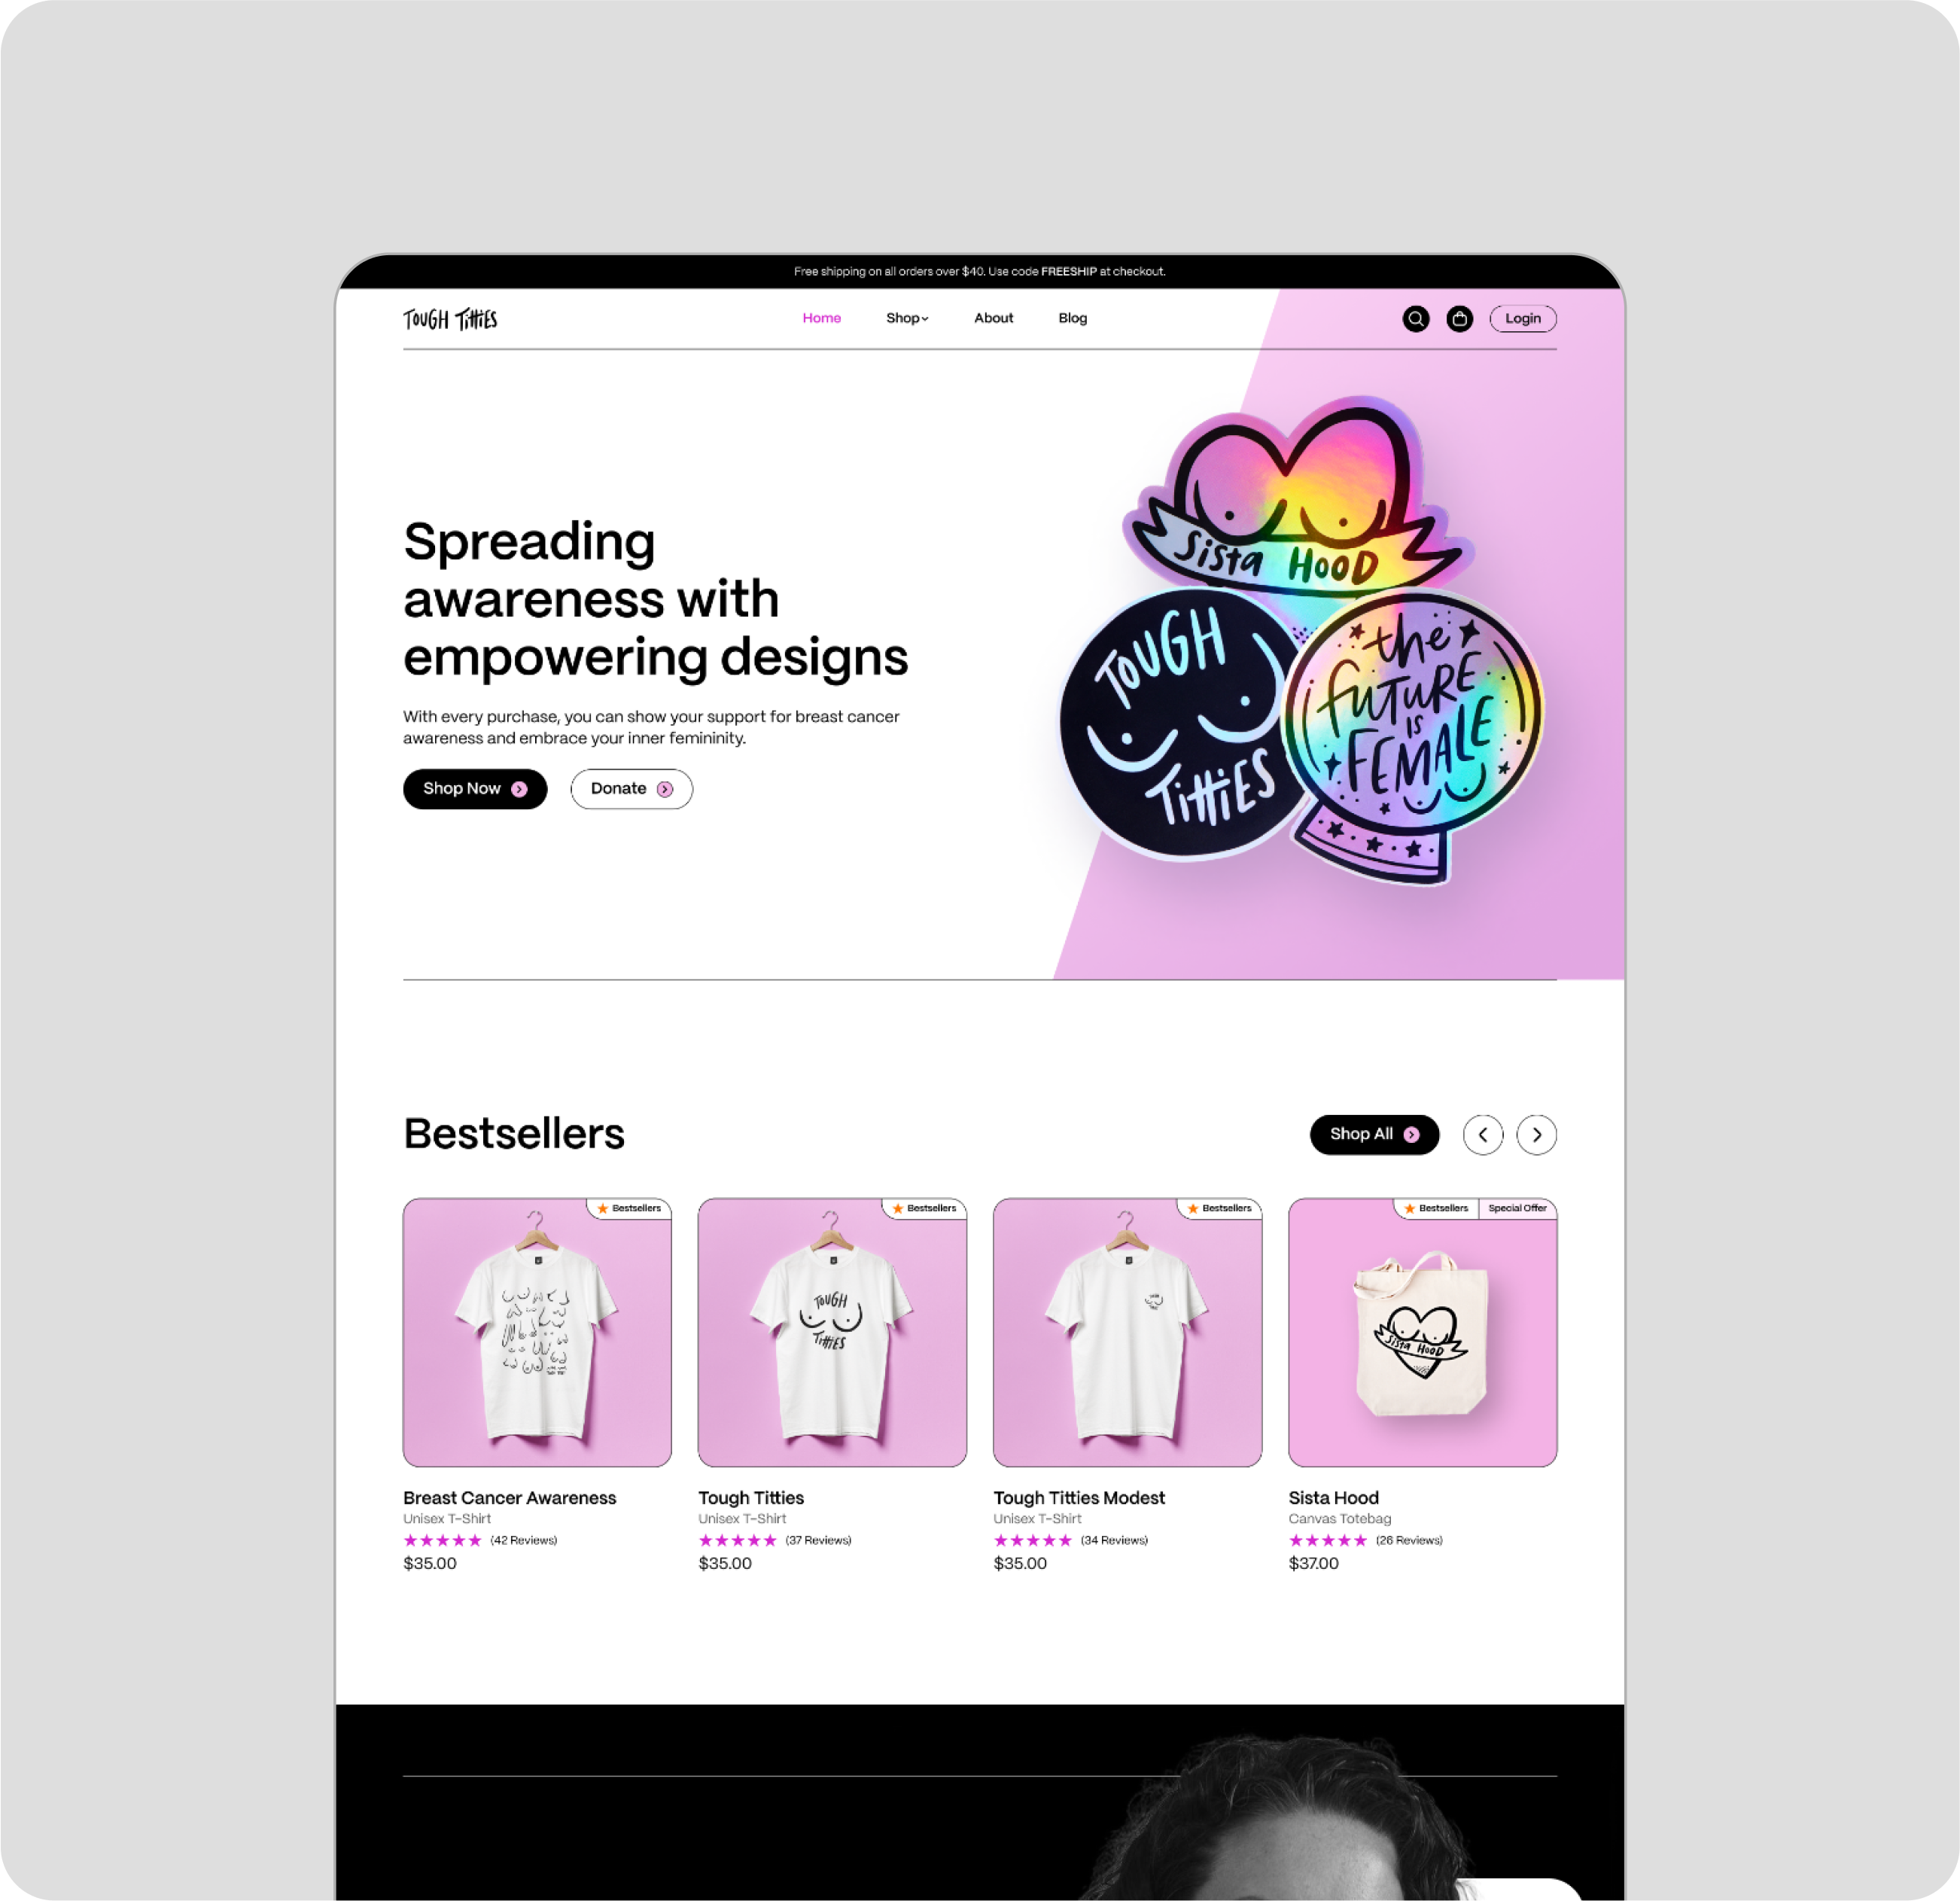 Free shipping on all orders over $40. Use code FREESHIP at checkout.
TOUGH TittiES
Home
Shop
About
Blog
Login
Spreading
awareness with
empowering designs
With every purchase, you can show your support for breast cancer
awareness and embrace your inner femininity.
Shop Now
Donate
SiSta HOOD
TOUGH
TittiES
the
fUTURE
IS
FEMALE
Bestsellers
Shop All
Bestsellers
Bestsellers
Bestsellers
Bestsellers
Special Offer
TOUGH
TittiES
SiSta HOOD
Breast Cancer Awareness
Unisex T-Shirt
(42 Reviews)
$35.00
Tough Titties
Unisex T-Shirt
(37 Reviews)
$35.00
Tough Titties Modest
Unisex T-Shirt
(34 Reviews)
$35.00
Sista Hood
Canvas Totebag
(26 Reviews)
$37.00